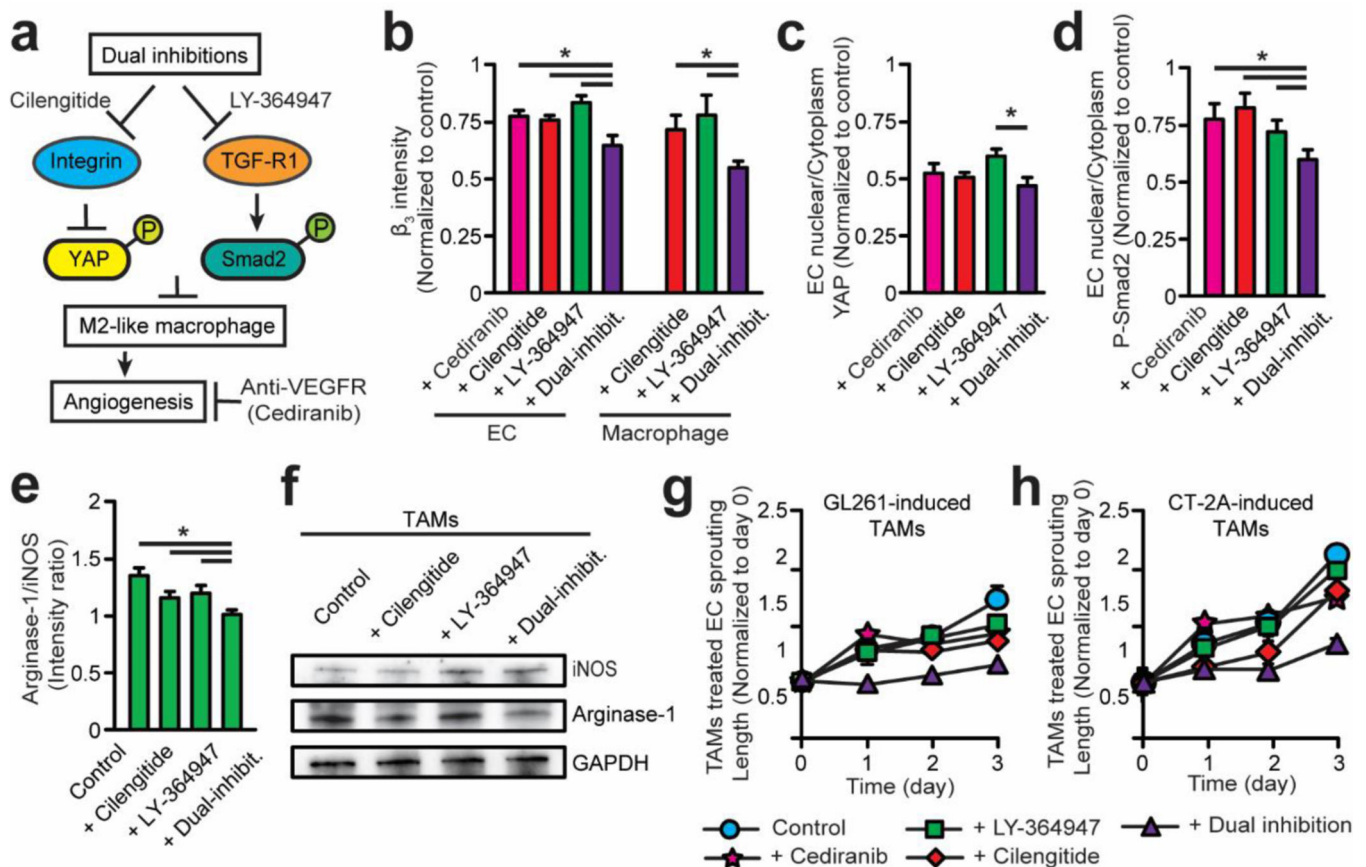 a
Dual inhibitions
Cilengitide
LY-364947
Integrin
TGF-R1
P
P
YAP
Smad2
M2-like macrophage
Angiogenesis
Anti-VEGFR
(Cediranib)
b
β3 intensity
(Normalized to control)
1
0.75
0.5
0.25
0
*
*
+ Cediranib
+ Cilengitide
+ LY-364947
+ Dual-inhibit.
+ Cilengitide
+ LY-364947
+ Dual-inhibit.
EC
Macrophage
c
EC nuclear/Cytoplasm
YAP (Normalized to control)
1
0.75
0.5
0.25
0
*
+ Cediranib
+ Cilengitide
+ LY-364947
+ Dual-inhibit.
d
EC nuclear/Cytoplasm
P-Smad2 (Normalized to control)
1
0.75
0.5
0.25
0
*
+ Cediranib
+ Cilengitide
+ LY-364947
+ Dual-inhibit.
e
Arginase-1/iNOS
(Intensity ratio)
2
1.5
1
0.5
0
*
Control
+ Cilengitide
+ LY-364947
+ Dual-inhibit.
f
TAMs
Control
+ Cilengitide
+ LY-364947
+ Dual-inhibit.
iNOS
Arginase-1
GAPDH
g
GL261-induced
TAMs
TAMs treated EC sprouting
Length (Normalized to day 0)
2.5
2
1.5
1
0.5
0
1
2
3
Time (day)
h
CT-2A-induced
TAMs
TAMs treated EC sprouting
Length (Normalized to day 0)
2.5
2
1.5
1
0.5
0
1
2
3
Time (day)
Control
+ LY-364947
+ Dual inhibition
+ Cediranib
+ Cilengitide